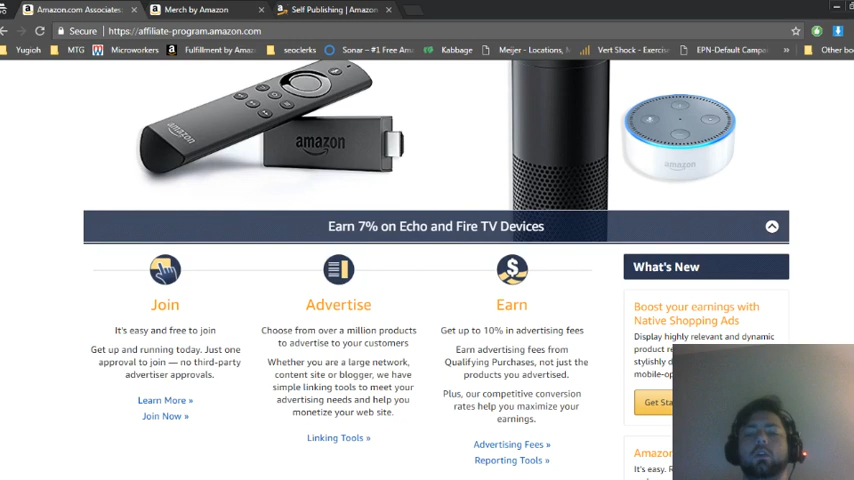 Amazon.com Associates:
Merch by Amazon
Self Publishing | Amazon
Secure
https://affiliate-program.amazon.com
Yugioh
MTG
Microworkers
Fulfillment by Amaz
seoclerks
Sonar – #1 Free Am
Kabbage
Meijer - Locations,
Vert Shock - Exercis
EPN-Default Camp
»
Other boo
amazon
amazon
amazon
Earn 7% on Echo and Fire TV Devices
Join
It's easy and free to join
Get up and running today. Just one
approval to join — no third-party
advertiser approvals.
Learn More »
Join Now »
Advertise
Choose from over a million products
to advertise to your customers
Whether you are a large network,
content site or blogger, we have
simple linking tools to meet your
advertising needs and help you
monetize your web site.
Linking Tools »
Earn
Get up to 10% in advertising fees
Earn advertising fees from
Qualifying Purchases, not just the
products you advertised.
Plus, our competitive conversion
rates help you maximize your
earnings.
Advertising Fees »
Reporting Tools »
What's New
Boost your earnings with
Native Shopping Ads
Display highly relevant and dynamic
product re
stylishly d
mobile-op
Get Sta
Amazo
It's easy. R